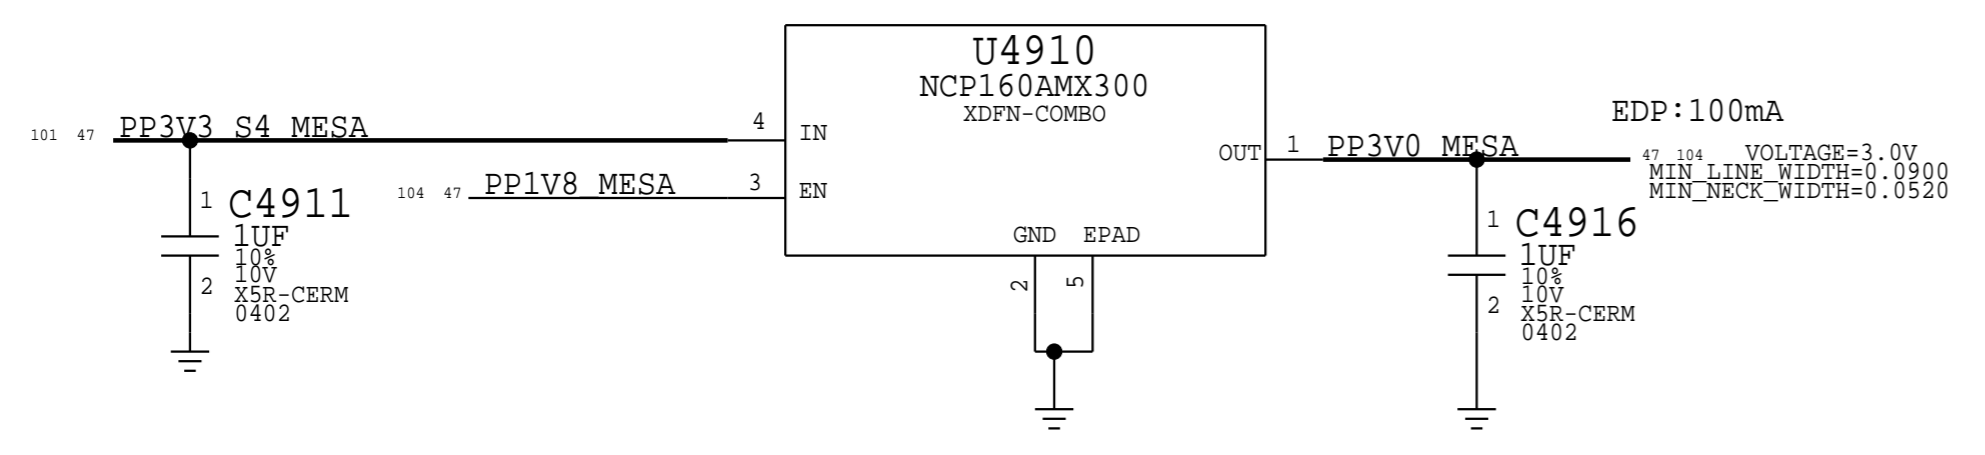 U4910
NCP160AMX300
XDFN-COMBO
EDP:100mA
101 47 PP3V3_S4_MESA
4 IN
OUT 1 PP3V0_MESA
47 104 VOLTAGE=3.0V
MIN_LINE_WIDTH=0.0900
MIN_NECK_WIDTH=0.0520
104 47 PP1V8_MESA 3 EN
1 C4911
1UF
10%
10V
2
X5R-CERM
0402
GND EPAD
2 5
1 C4916
1UF
10%
10V
2
X5R-CERM
0402